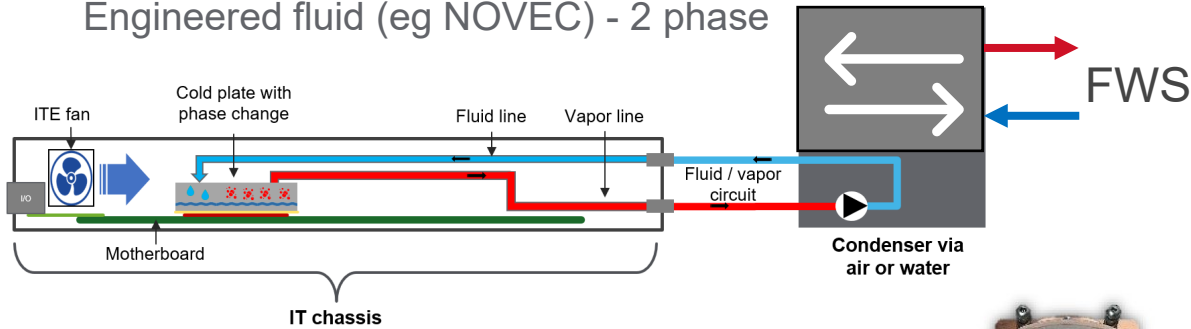 Engineered fluid (eg NOVEC) - 2 phase
FWS
ITE fan
Cold plate with
phase change
Fluid line
Vapor line
I/O
Fluid / vapor
circuit
Motherboard
Condenser via
air or water
IT chassis